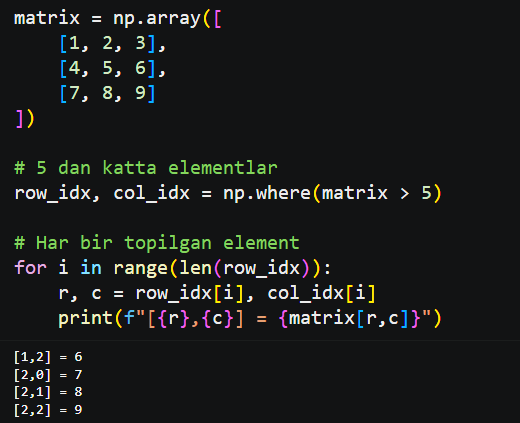 matrix = np.array([
    [1, 2, 3],
    [4, 5, 6],
    [7, 8, 9]
])

# 5 dan katta elementlar
row_idx, col_idx = np.where(matrix > 5)

# Har bir topilgan element
for i in range(len(row_idx)):
    r, c = row_idx[i], col_idx[i]
    print(f"[{r},{c}] = {matrix[r,c]}")
[1,2] = 6
[2,0] = 7
[2,1] = 8
[2,2] = 9